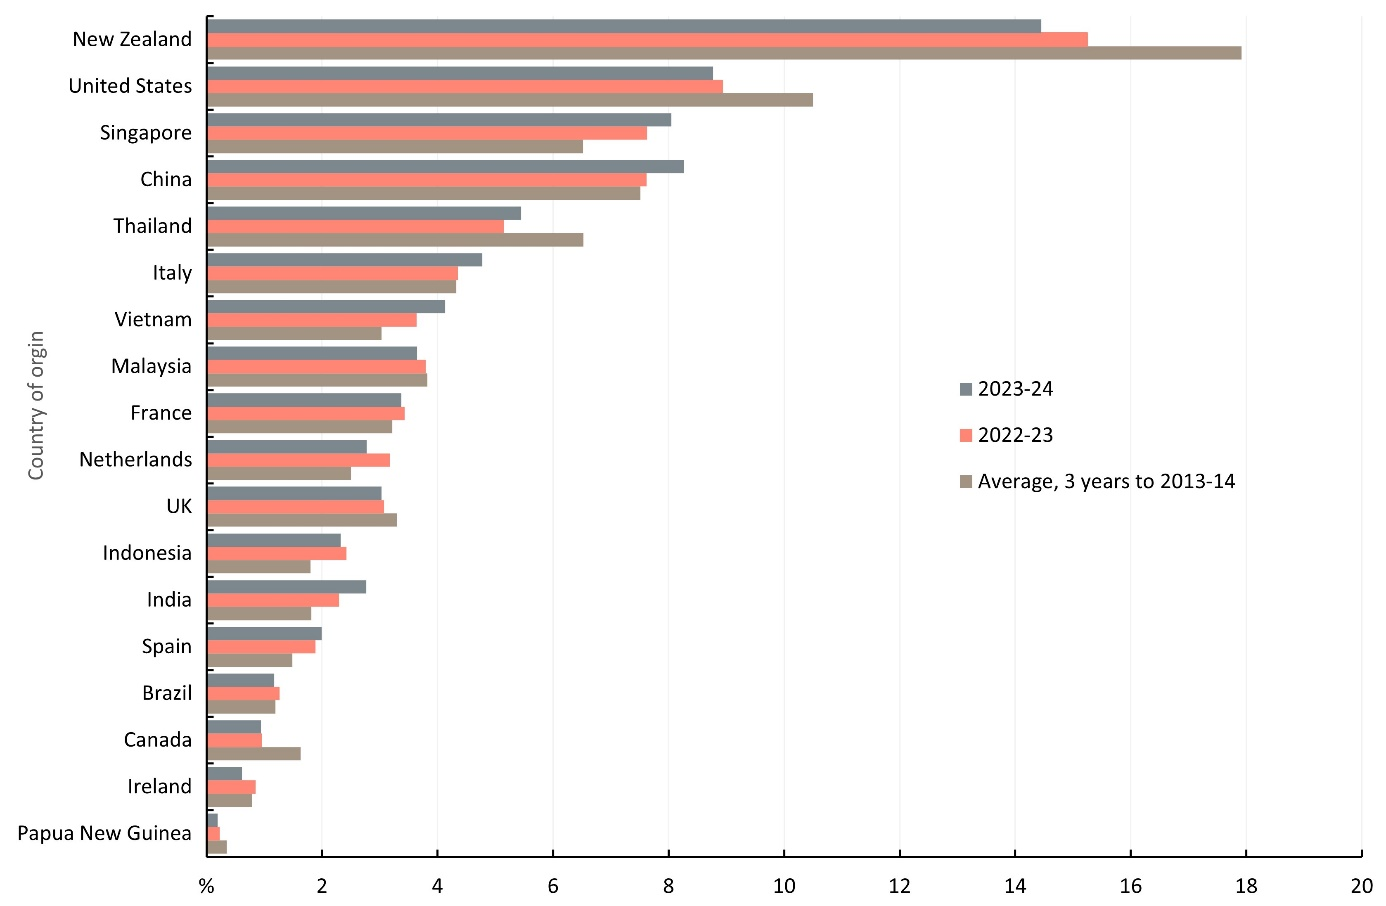 New Zealand
United States
Singapore
China
Thailand
Italy
Vietnam
Malaysia
France
Netherlands
UK
Indonesia
India
Spain
Brazil
Canada
Ireland
Papua New Guinea
Country of orgin
2023-24
2022-23
Average, 3 years to 2013-14
% 2 4 6 8 10 12 14 16 18 20